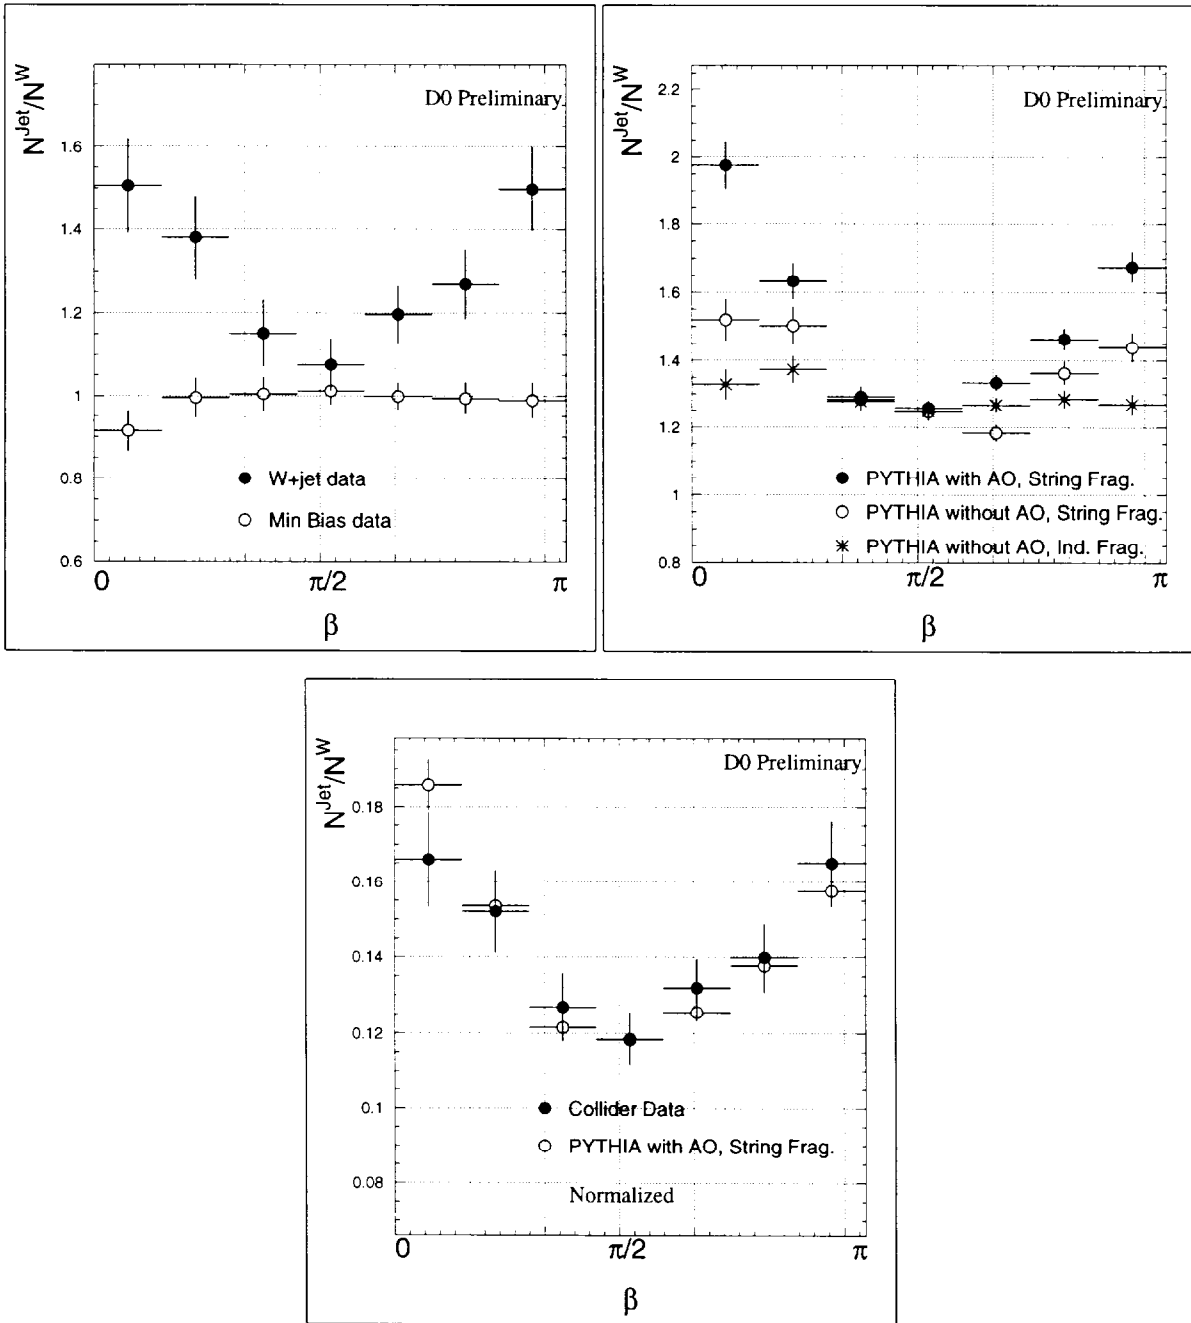 D0 Preliminary
N^Jet/N^W
1.6
1.4
1.2
1
0.8
0.6
W+jet data
Min Bias data
0 π/2 π
β
D0 Preliminary
N^Jet/N^W
2.2
2
1.8
1.6
1.4
1.2
1
0.8
PYTHIA with AO, String Frag.
PYTHIA without AO, String Frag.
PYTHIA without AO, Ind. Frag.
0 π/2 π
β
D0 Preliminary
N^Jet/N^W
0.18
0.16
0.14
0.12
0.1
0.08
Collider Data
PYTHIA with AO, String Frag.
Normalized
0 π/2 π
β